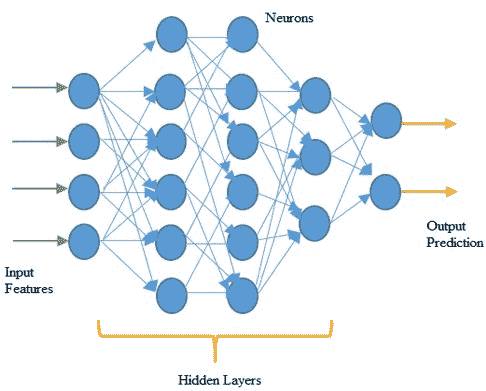 Neurons
Input
Features
Output
Prediction
Hidden Layers